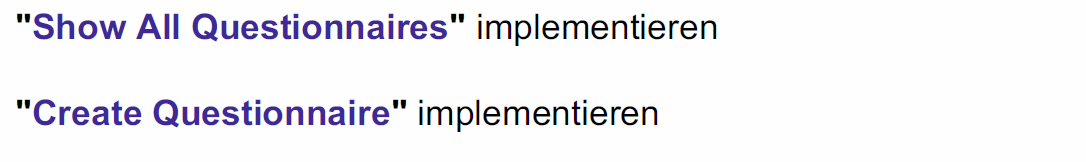 "Show All Questionnaires" implementieren
"Create Questionnaire" implementieren